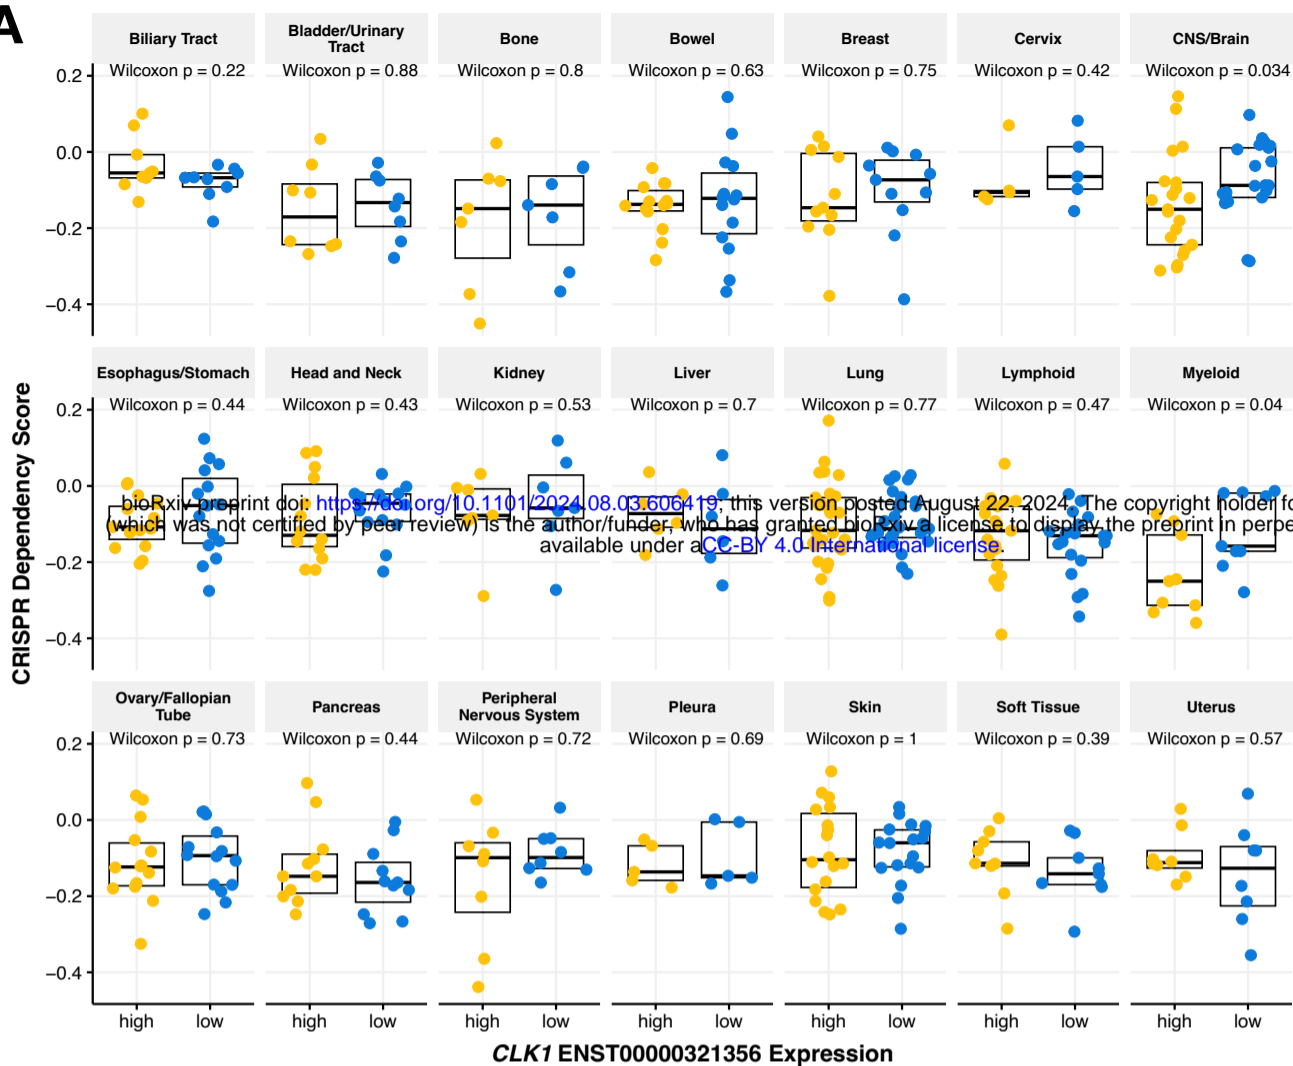 A
Biliary Tract
Bladder/Urinary
Tract
Bone
Bowel
Breast
Cervix
CNS/Brain
Wilcoxon p = 0.22
Wilcoxon p = 0.88
Wilcoxon p = 0.8
Wilcoxon p = 0.63
Wilcoxon p = 0.75
Wilcoxon p = 0.42
Wilcoxon p = 0.034
0.2
0.0
−0.2
−0.4
Esophagus/Stomach
Head and Neck
Kidney
Liver
Lung
Lymphoid
Myeloid
Wilcoxon p = 0.44
Wilcoxon p = 0.43
Wilcoxon p = 0.53
Wilcoxon p = 0.7
Wilcoxon p = 0.77
Wilcoxon p = 0.47
Wilcoxon p = 0.04
0.2
0.0
−0.2
−0.4
bioRxiv preprint doi: https://doi.org/10.1101/2024.08.03.606419; this version posted August 22, 2024. The copyright holder fo
(which was not certified by peer review) is the author/funder, who has granted bioRxiv a license to display the preprint in perpe
available under aCC-BY 4.0 International license.
Ovary/Fallopian
Tube
Pancreas
Peripheral
Nervous System
Pleura
Skin
Soft Tissue
Uterus
Wilcoxon p = 0.73
Wilcoxon p = 0.44
Wilcoxon p = 0.72
Wilcoxon p = 0.69
Wilcoxon p = 1
Wilcoxon p = 0.39
Wilcoxon p = 0.57
0.2
0.0
−0.2
−0.4
high low high low high low high low high low high low high low
CRISPR Dependency Score
CLK1 ENST00000321356 Expression